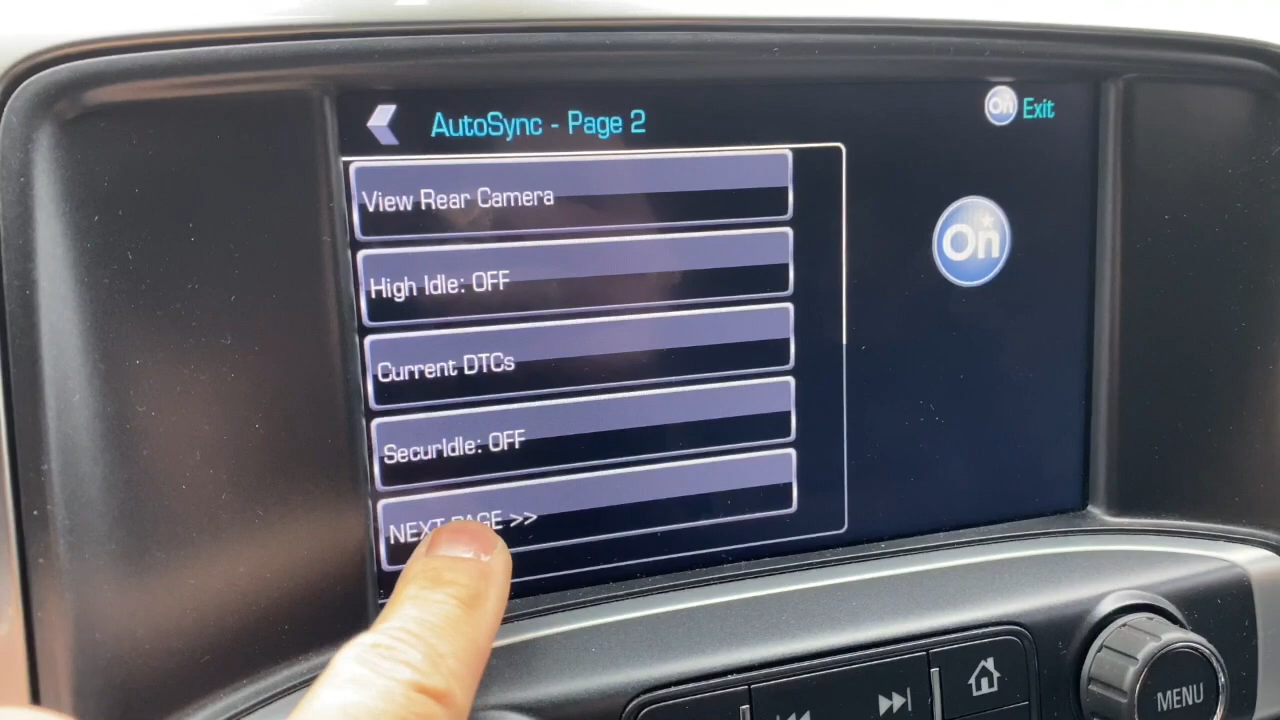 AutoSync - Page 2
On Exit
View Rear Camera
On
High Idle: OFF
Current DTCs
SecurIdle: OFF
NEXT PAGE >>
MENU